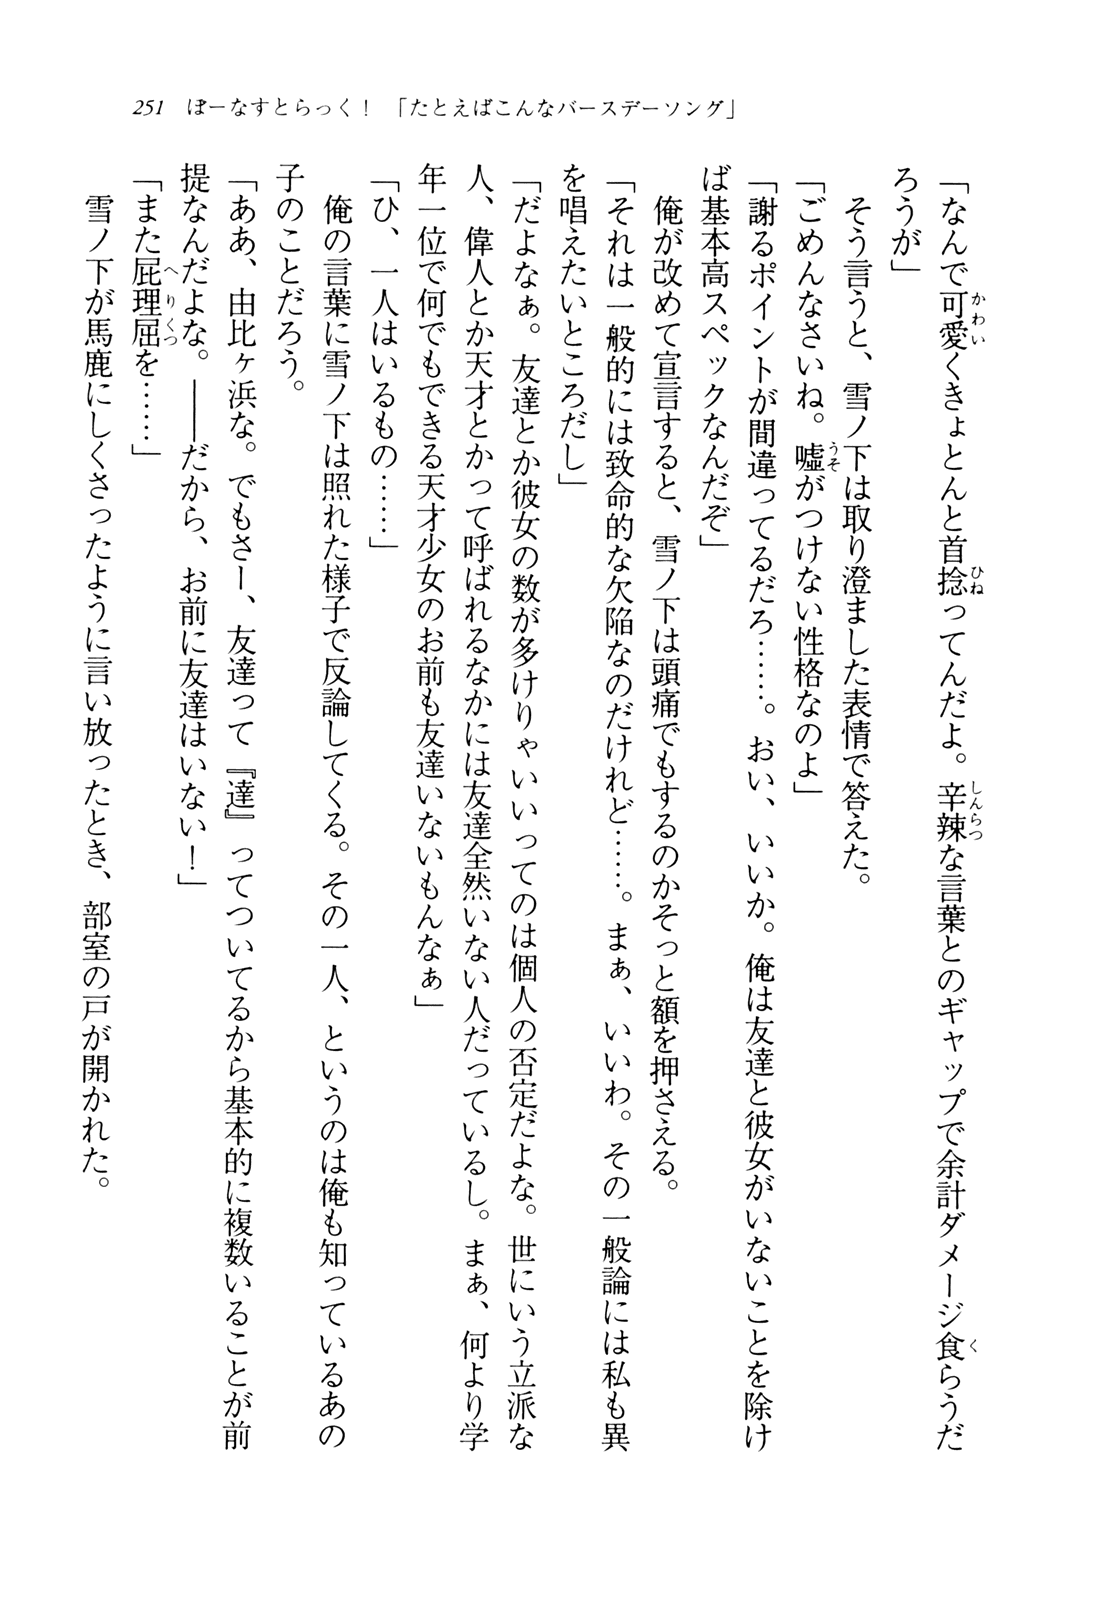 251　ぼーなすとらっく！　「たとえばこんなバースデーソング」
「なんで可愛くきょとんと首捻ってんだよ。辛辣な言葉とのギャップで余計ダメージ食らうだ
ろうが」
　そう言うと、雪ノ下は取り澄ました表情で答えた。
「ごめんなさいね。嘘がつけない性格なのよ」
「謝るポイントが間違ってるだろ……。おい、いいか。俺は友達と彼女がいないことを除け
ば基本高スペックなんだぞ」
　俺が改めて宣言すると、雪ノ下は頭痛でもするのかそっと額を押さえる。
「それは一般的には致命的な欠陥なのだけれど……。まぁ、いいわ。その一般論には私も異
を唱えたいところだし」
「だよなぁ。友達とか彼女の数が多けりゃいいってのは個人の否定だよな。世にいう立派な
人、偉人とか天才とかって呼ばれるなかには友達全然いない人だっているし。まぁ、何より学
年一位で何でもできる天才少女のお前も友達いないもんなぁ」
「ひ、一人はいるもの……」
　俺の言葉に雪ノ下は照れた様子で反論してくる。その一人、というのは俺も知っているあの
子のことだろう。
「ああ、由比ヶ浜な。でもさー、友達って『達』ってついてるから基本的に複数いることが前
提なんだよな。――だから、お前に友達はいない！」
「また屁理屈を……」
　雪ノ下が馬鹿にしくさったように言い放ったとき、部室の戸が開かれた。